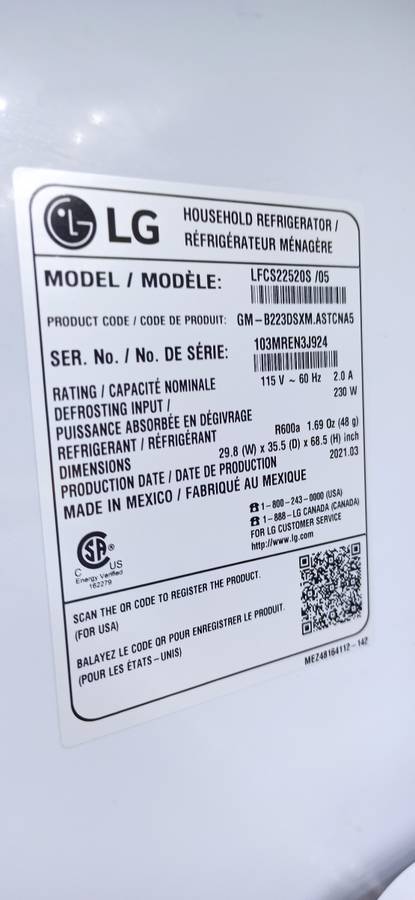 LG
HOUSEHOLD REFRIGERATOR /
RÉFRIGÉRATEUR MÉNAGÈRE
MODEL / MODÈLE: LFCS22520S /05
PRODUCT CODE / CODE DE PRODUIT: GM-B223DSXM.ASTCNA5
SER. No. / No. DE SÉRIE: 103MREN3J924
RATING / CAPACITÉ NOMINALE 115 V ~ 60 Hz 2.0 A
DEFROSTING INPUT / 230 W
PUISSANCE ABSORBÉE EN DÉGIVRAGE
REFRIGERANT / RÉFRIGÉRANT R600a 1.69 Oz (48 g)
DIMENSIONS 29.8 (W) x 35.5 (D) x 68.5 (H) inch
PRODUCTION DATE / DATE DE PRODUCTION 2021.03
MADE IN MEXICO / FABRIQUÉ AU MEXIQUE
☎1-800-243-0000 (USA)
☎1-888-LG CANADA (CANADA)
FOR LG CUSTOMER SERVICE
http://www.lg.com
SA®
C US
Energy Verified
162279
SCAN THE QR CODE TO REGISTER THE PRODUCT.
(FOR USA)
BALAYEZ LE CODE QR POUR ENREGISTRER LE PRODUIT.
(POUR LES ÉTATS-UNIS)
MEZ48164112-142